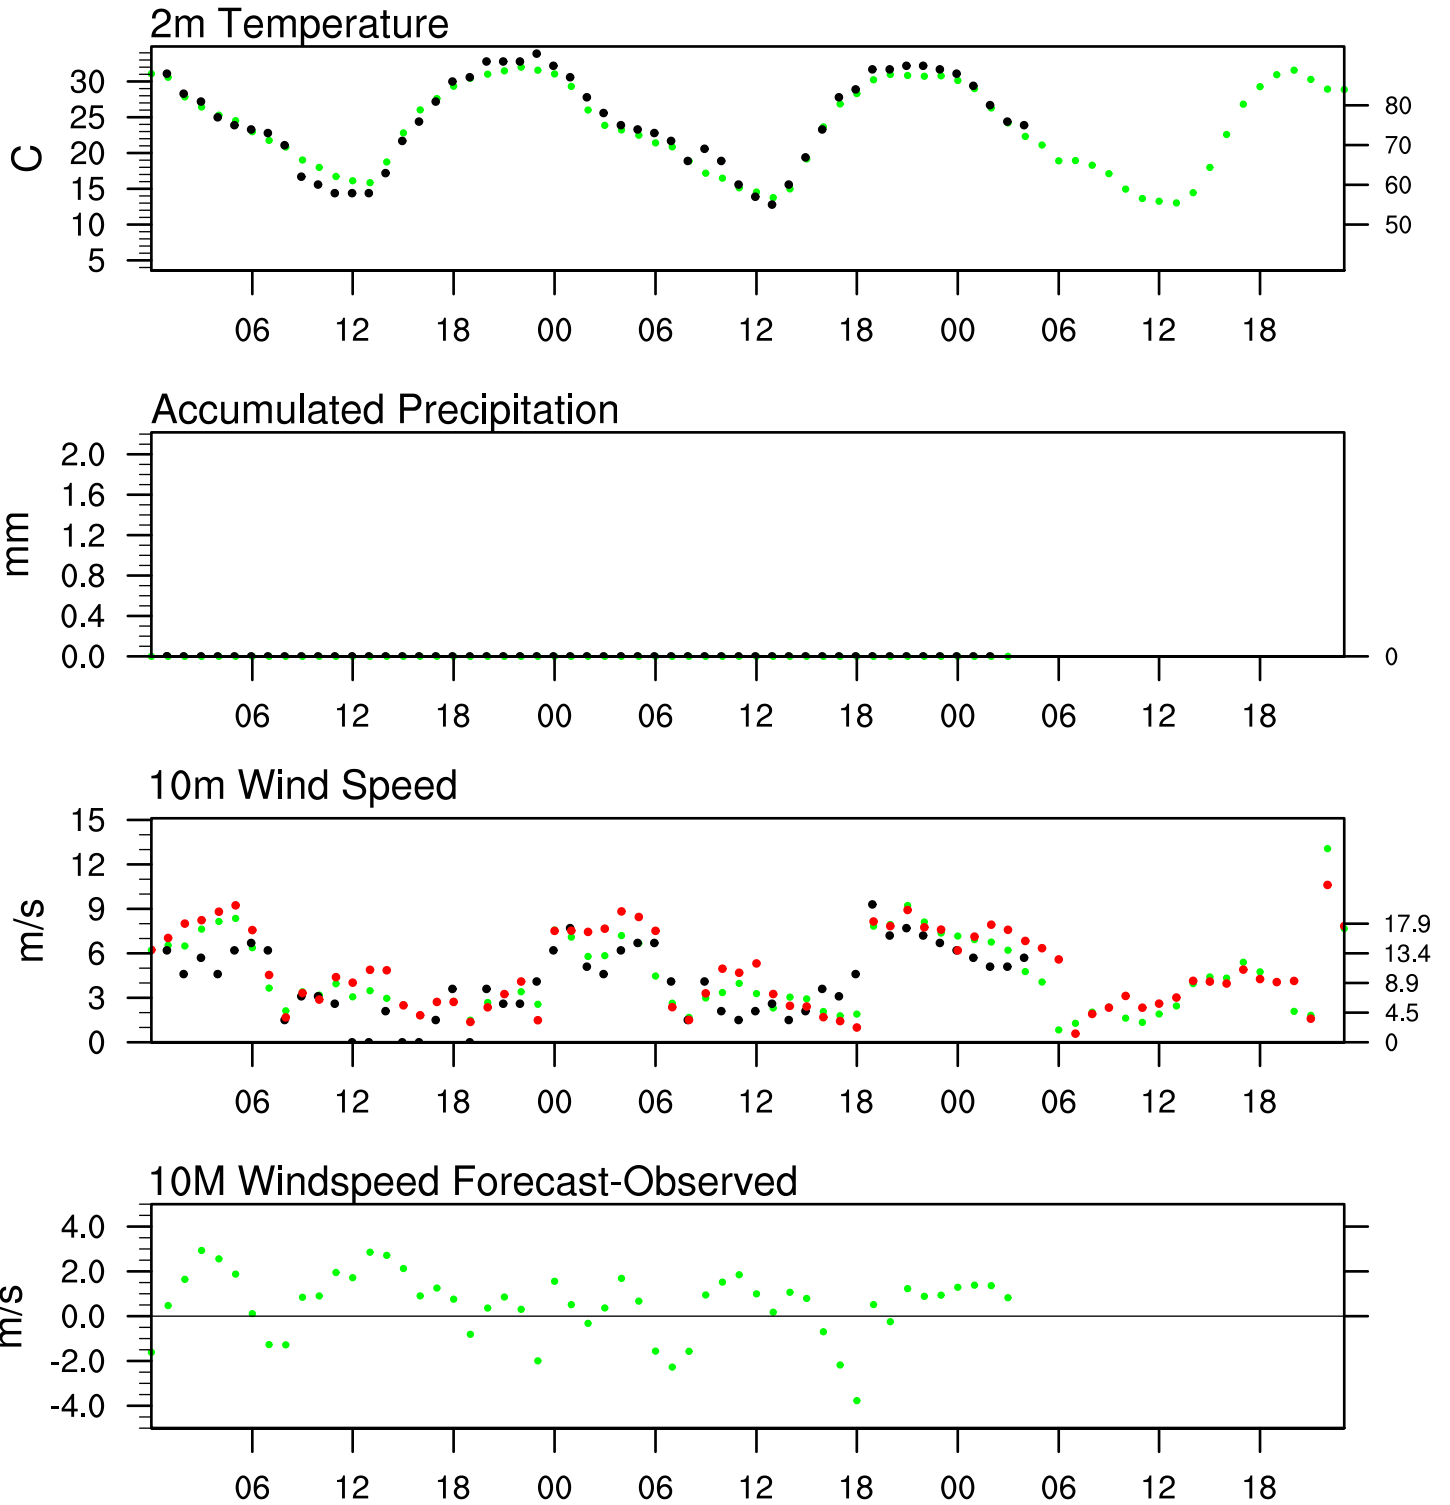 2m Temperature
C
30
25
20
15
10
5
80
70
60
50
06 12 18 00 06 12 18 00 06 12 18
Accumulated Precipitation
mm
2.0
1.6
1.2
0.8
0.4
0.0
0
06 12 18 00 06 12 18 00 06 12 18
10m Wind Speed
m/s
15
12
9
6
3
0
17.9
13.4
8.9
4.5
0
06 12 18 00 06 12 18 00 06 12 18
10M Windspeed Forecast-Observed
m/s
4.0
2.0
0.0
-2.0
-4.0
06 12 18 00 06 12 18 00 06 12 18